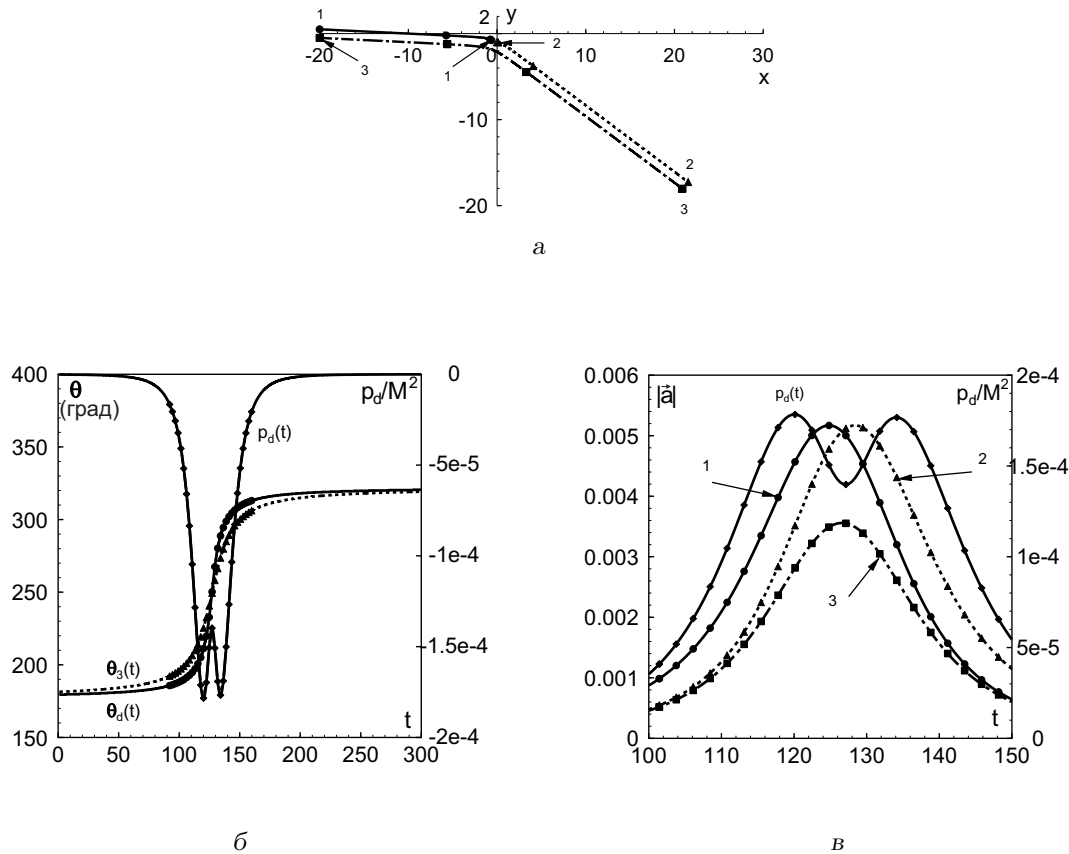 1
2
y
-20
-10
0
2
10
20
30
3
1
x
-10
2
-20
3
а
400
θ
(град)
p_d/M²
0
350
p_d(t)
-5e-5
300
-1e-4
250
-1.5e-4
200
θ₃(t)
θ_d(t)
t
150
-2e-4
0 50 100 150 200 250 300
б
0.006
|a⃗|
p_d(t)
p_d/M²
2e-4
0.005
1
2
1.5e-4
0.004
0.003
1e-4
3
0.002
5e-5
0.001
t
0
0
100 110 120 130 140 150
в